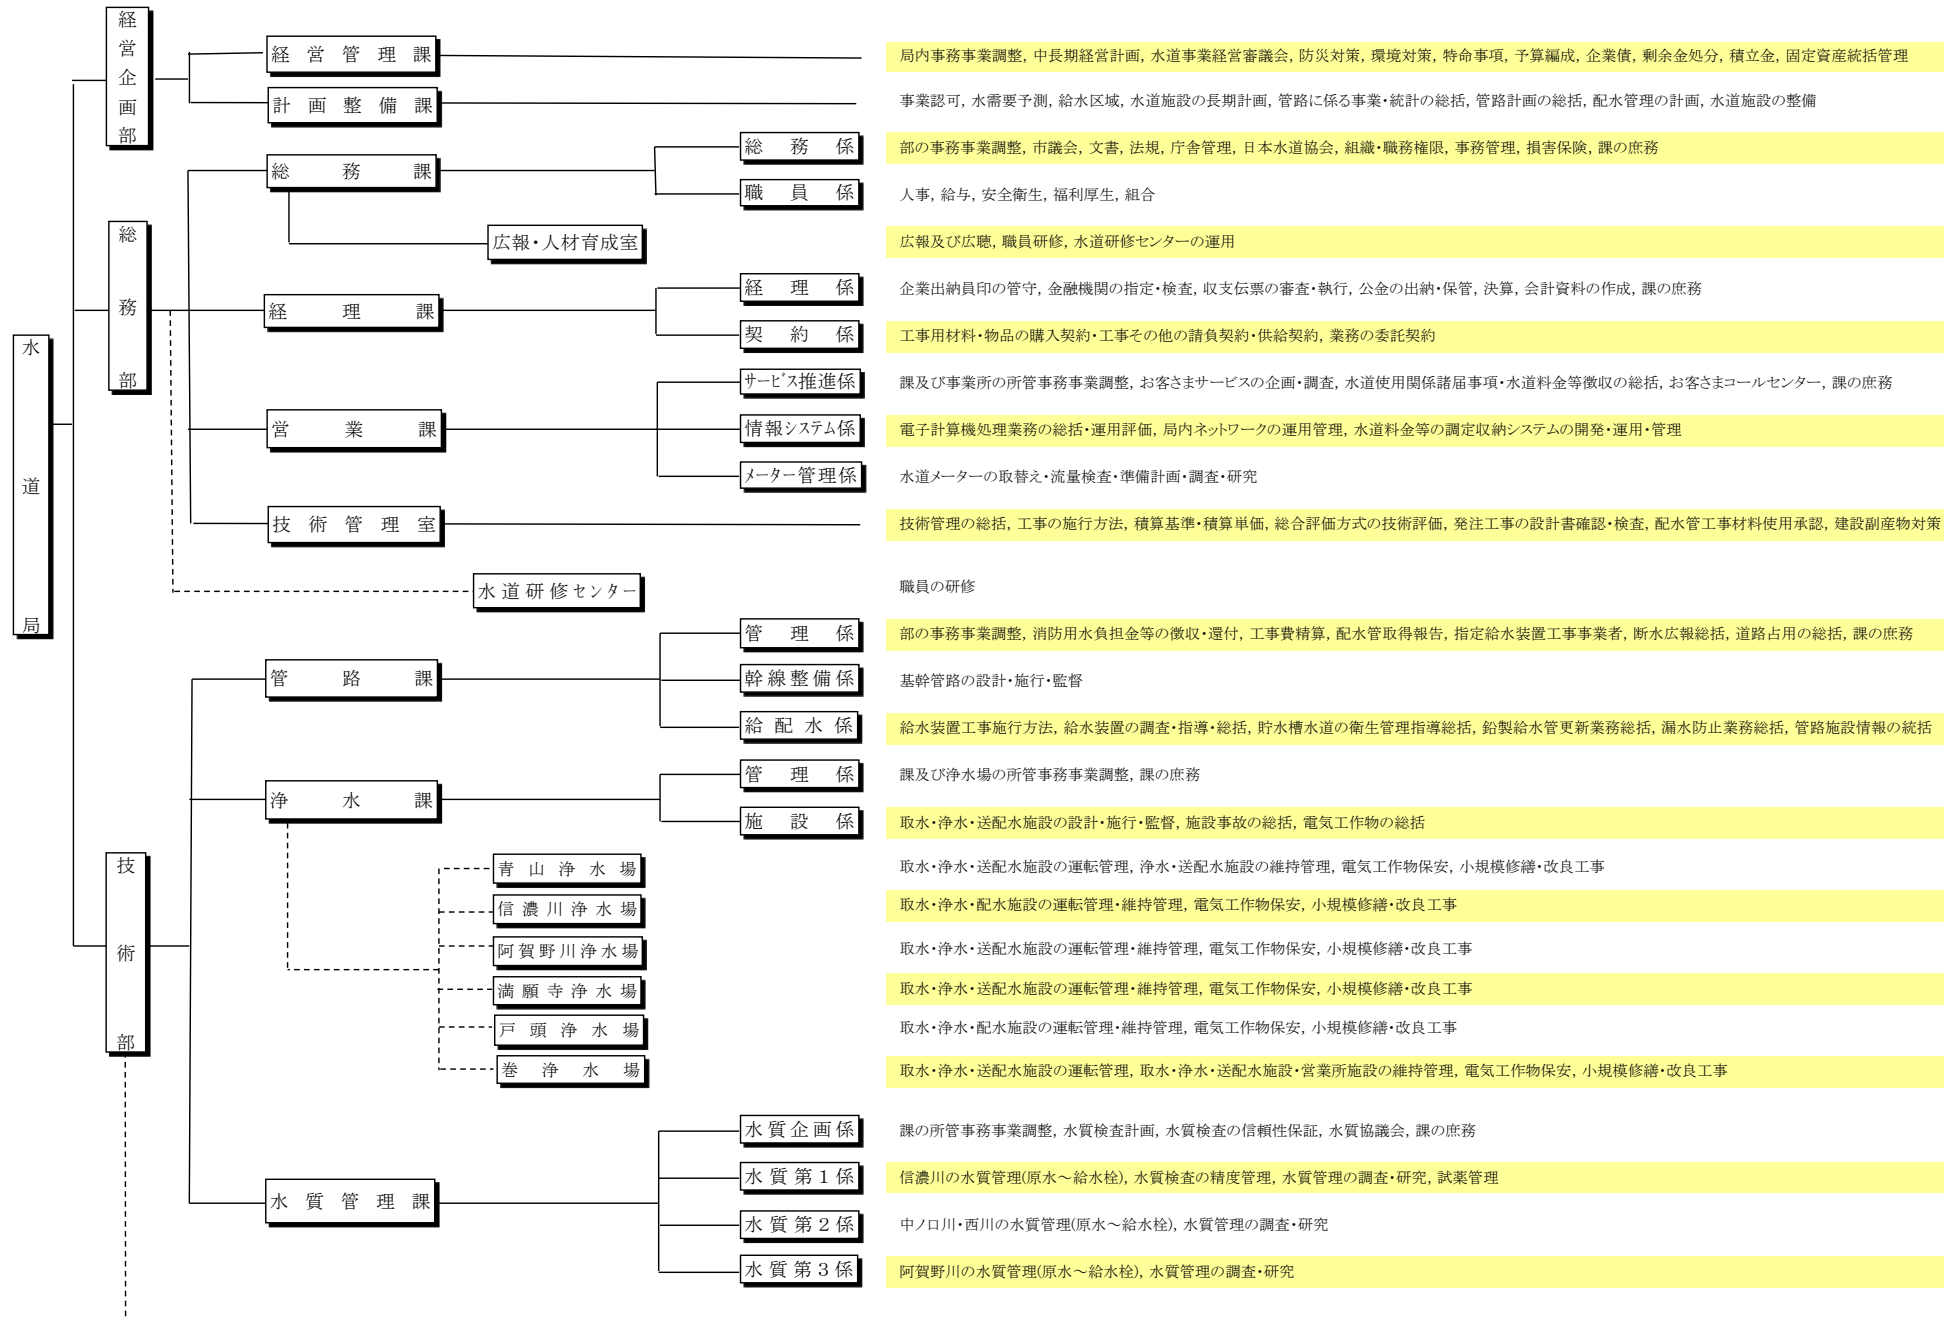 水道局
経営企画部
経営管理課
局内事務事業調整, 中長期経営計画, 水道事業経営審議会, 防災対策, 環境対策, 特命事項, 予算編成, 企業債, 剰余金処分, 積立金, 固定資産統括管理
計画整備課
事業認可, 水需要予測, 給水区域, 水道施設の長期計画, 管路に係る事業・統計の総括, 管路計画の総括, 配水管理の計画, 水道施設の整備
総務部
総務課
総務係
部の事務事業調整, 市議会, 文書, 法規, 庁舎管理, 日本水道協会, 組織・職務権限, 事務管理, 損害保険, 課の庶務
職員係
人事, 給与, 安全衛生, 福利厚生, 組合
広報・人材育成室
広報及び広聴, 職員研修, 水道研修センターの運用
経理課
経理係
企業出納員印の管守, 金融機関の指定・検査, 収支伝票の審査・執行, 公金の出納・保管, 決算, 会計資料の作成, 課の庶務
契約係
工事用材料・物品の購入契約・工事その他の請負契約・供給契約, 業務の委託契約
営業課
サービス推進係
課及び事業所の所管事務事業調整, お客さまサービスの企画・調査, 水道使用関係諸届事項・水道料金等徴収の総括, お客さまコールセンター, 課の庶務
情報システム係
電子計算機処理業務の総括・運用評価, 局内ネットワークの運用管理, 水道料金等の調定収納システムの開発・運用・管理
メーター管理係
水道メーターの取替え・流量検査・準備計画・調査・研究
技術管理室
技術管理の総括, 工事の施行方法, 積算基準・積算単価, 総合評価方式の技術評価, 発注工事の設計書確認・検査, 配水管工事材料使用承認, 建設副産物対策
水道研修センター
職員の研修
技術部
管路課
管理係
部の事務事業調整, 消防用水負担金等の徴収・還付, 工事費精算, 配水管取得報告, 指定給水装置工事事業者, 断水広報総括, 道路占用の総括, 課の庶務
幹線整備係
基幹管路の設計・施行・監督
給配水係
給水装置工事施行方法, 給水装置の調査・指導・総括, 貯水槽水道の衛生管理指導総括, 鉛製給水管更新業務総括, 漏水防止業務総括, 管路施設情報の統括
浄水課
管理係
課及び浄水場の所管事務事業調整, 課の庶務
施設係
取水・浄水・送配水施設の設計・施行・監督, 施設事故の総括, 電気工作物の総括
青山浄水場
取水・浄水・送配水施設の運転管理, 浄水・送配水施設の維持管理, 電気工作物保安, 小規模修繕・改良工事
信濃川浄水場
取水・浄水・配水施設の運転管理・維持管理, 電気工作物保安, 小規模修繕・改良工事
阿賀野川浄水場
取水・浄水・送配水施設の運転管理・維持管理, 電気工作物保安, 小規模修繕・改良工事
満願寺浄水場
取水・浄水・送配水施設の運転管理・維持管理, 電気工作物保安, 小規模修繕・改良工事
戸頭浄水場
取水・浄水・配水施設の運転管理・維持管理, 電気工作物保安, 小規模修繕・改良工事
巻浄水場
取水・浄水・送配水施設の運転管理, 取水・浄水・送配水施設・営業所施設の維持管理, 電気工作物保安, 小規模修繕・改良工事
水質管理課
水質企画係
課の所管事務事業調整, 水質検査計画, 水質検査の信頼性保証, 水質協議会, 課の庶務
水質第1係
信濃川の水質管理(原水～給水栓), 水質検査の精度管理, 水質管理の調査・研究, 試薬管理
水質第2係
中ノ口川・西川の水質管理(原水～給水栓), 水質管理の調査・研究
水質第3係
阿賀野川の水質管理(原水～給水栓), 水質管理の調査・研究